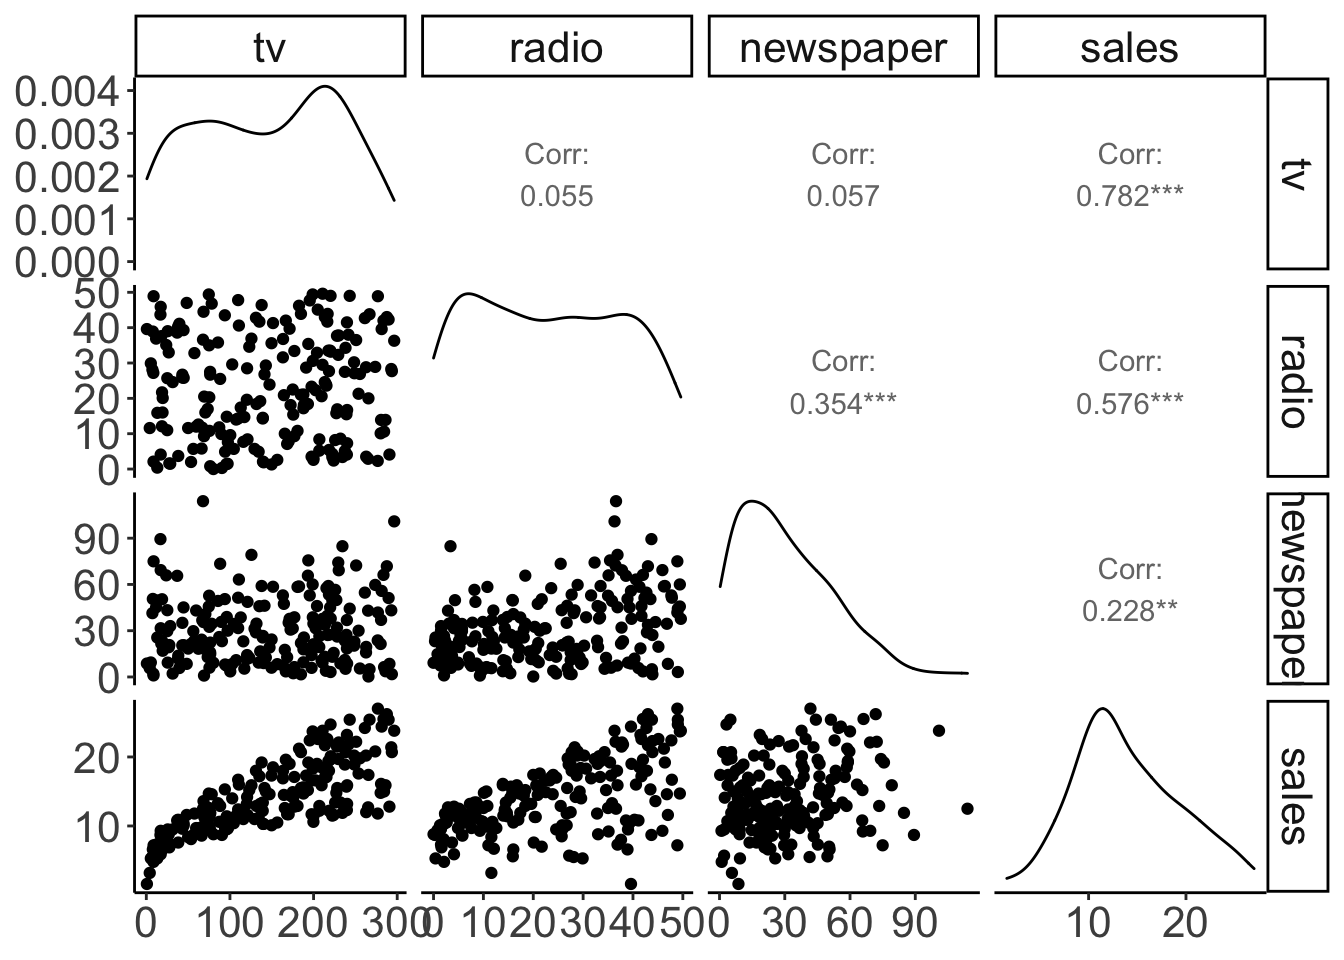 tv radio newspaper sales
0.004
0.003
0.002
0.001
0.000
Corr:
0.055
Corr:
0.057
Corr:
0.782***
tv
50
40
30
20
10
0
Corr:
0.354***
Corr:
0.576***
radio
90
60
30
0
Corr:
0.228**
newspaper
20
10
sales
0 100 200 300
0 10 20 30 40 50
0 30 60 90
10 20